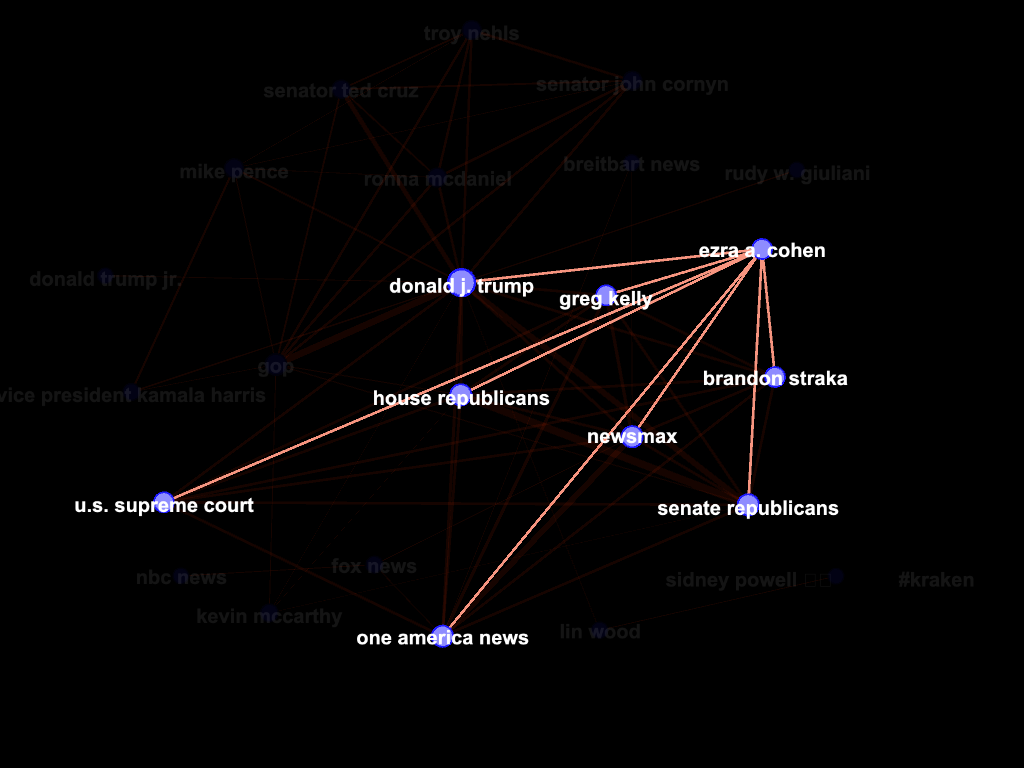 troy nehls
senator ted cruz
senator john cornyn
mike pence
ronna mcdaniel
breitbart news
rudy w. giuliani
ezra a. cohen
donald trump jr.
donald j. trump
greg kelly
gop
vice president kamala harris
house republicans
brandon straka
newsmax
u.s. supreme court
senate republicans
nbc news
fox news
sidney powell #kraken
kevin mccarthy
lin wood
one america news